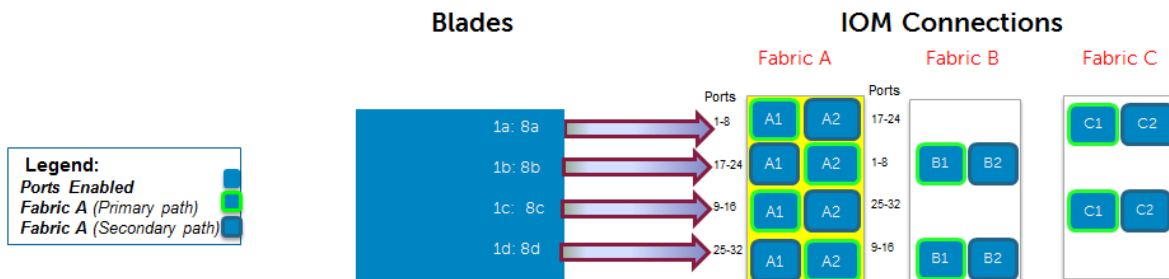 Blades
IOM Connections
Fabric A
Fabric B
Fabric C
Ports
Ports
1a: 8a
1-8
A1
A2
17-24
C1
C2
1b: 8b
17-24
A1
A2
1-8
B1
B2
1c: 8c
9-16
A1
A2
25-32
C1
C2
1d: 8d
25-32
A1
A2
9-16
B1
B2
Legend:
Ports Enabled
Fabric A (Primary path)
Fabric A (Secondary path)